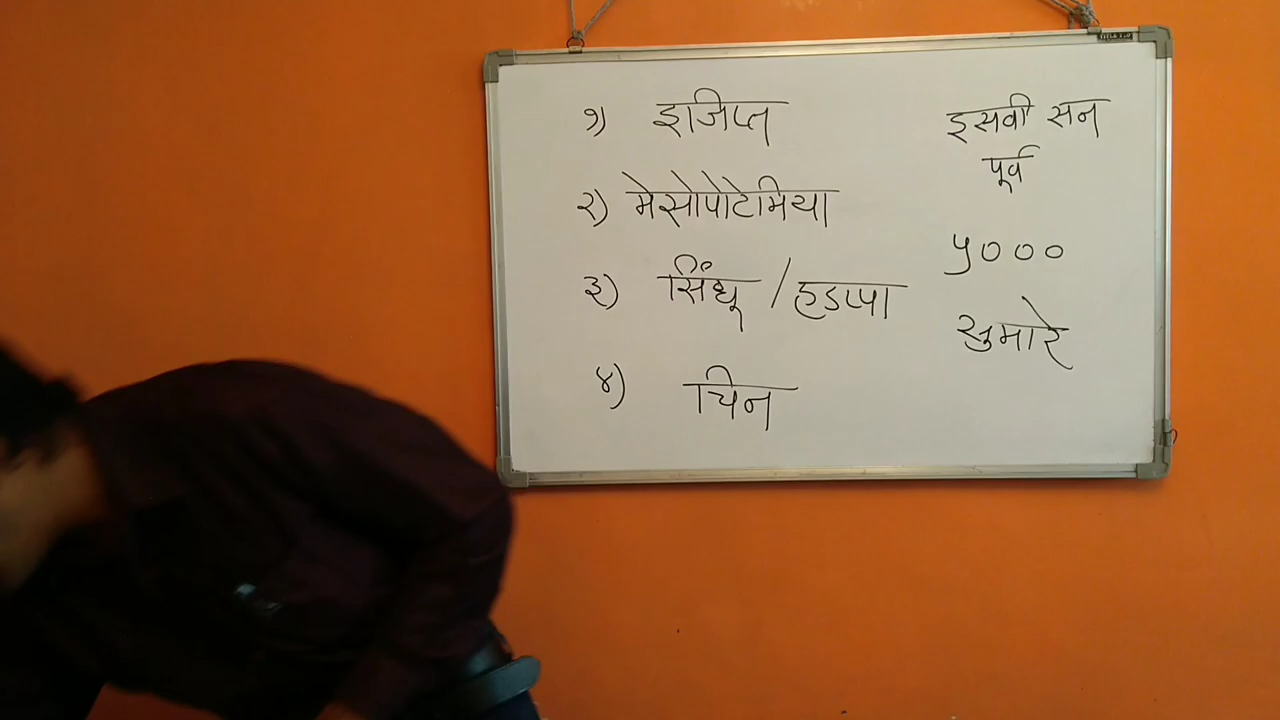 १) इजिप्त
२) मेसोपोटेमिया
३) सिंधू / हडप्पा
४) चिन
इसवी सन
पूर्व
५०००
सुमारे